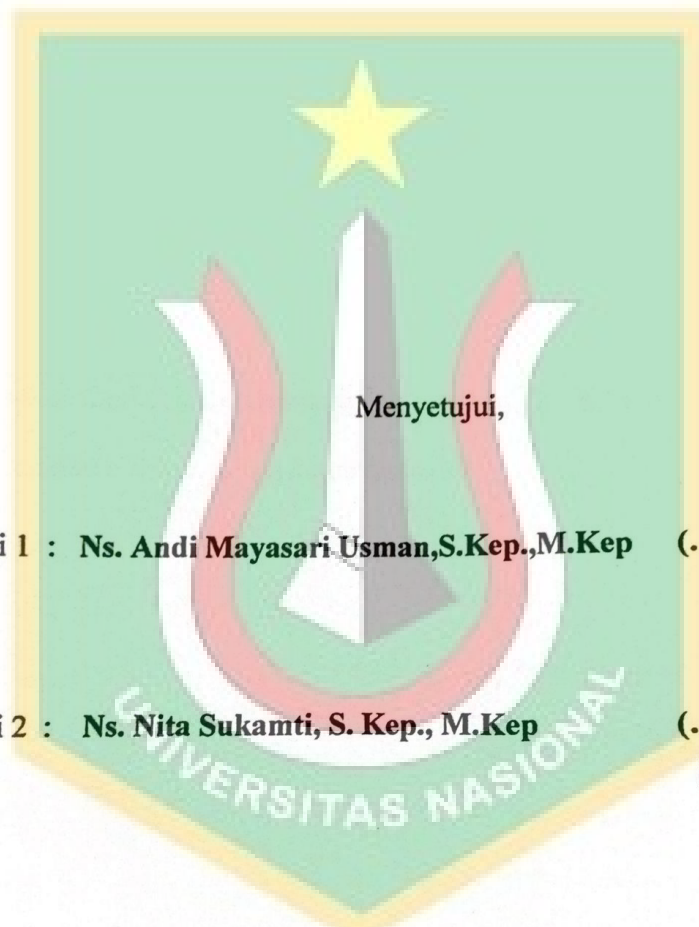 Menyetujui,
i 1 : Ns. Andi Mayasari Usman,S.Kep.,M.Kep (.
i 2 : Ns. Nita Sukamti, S. Kep., M.Kep (.
UNIVERSITAS NASIONAL